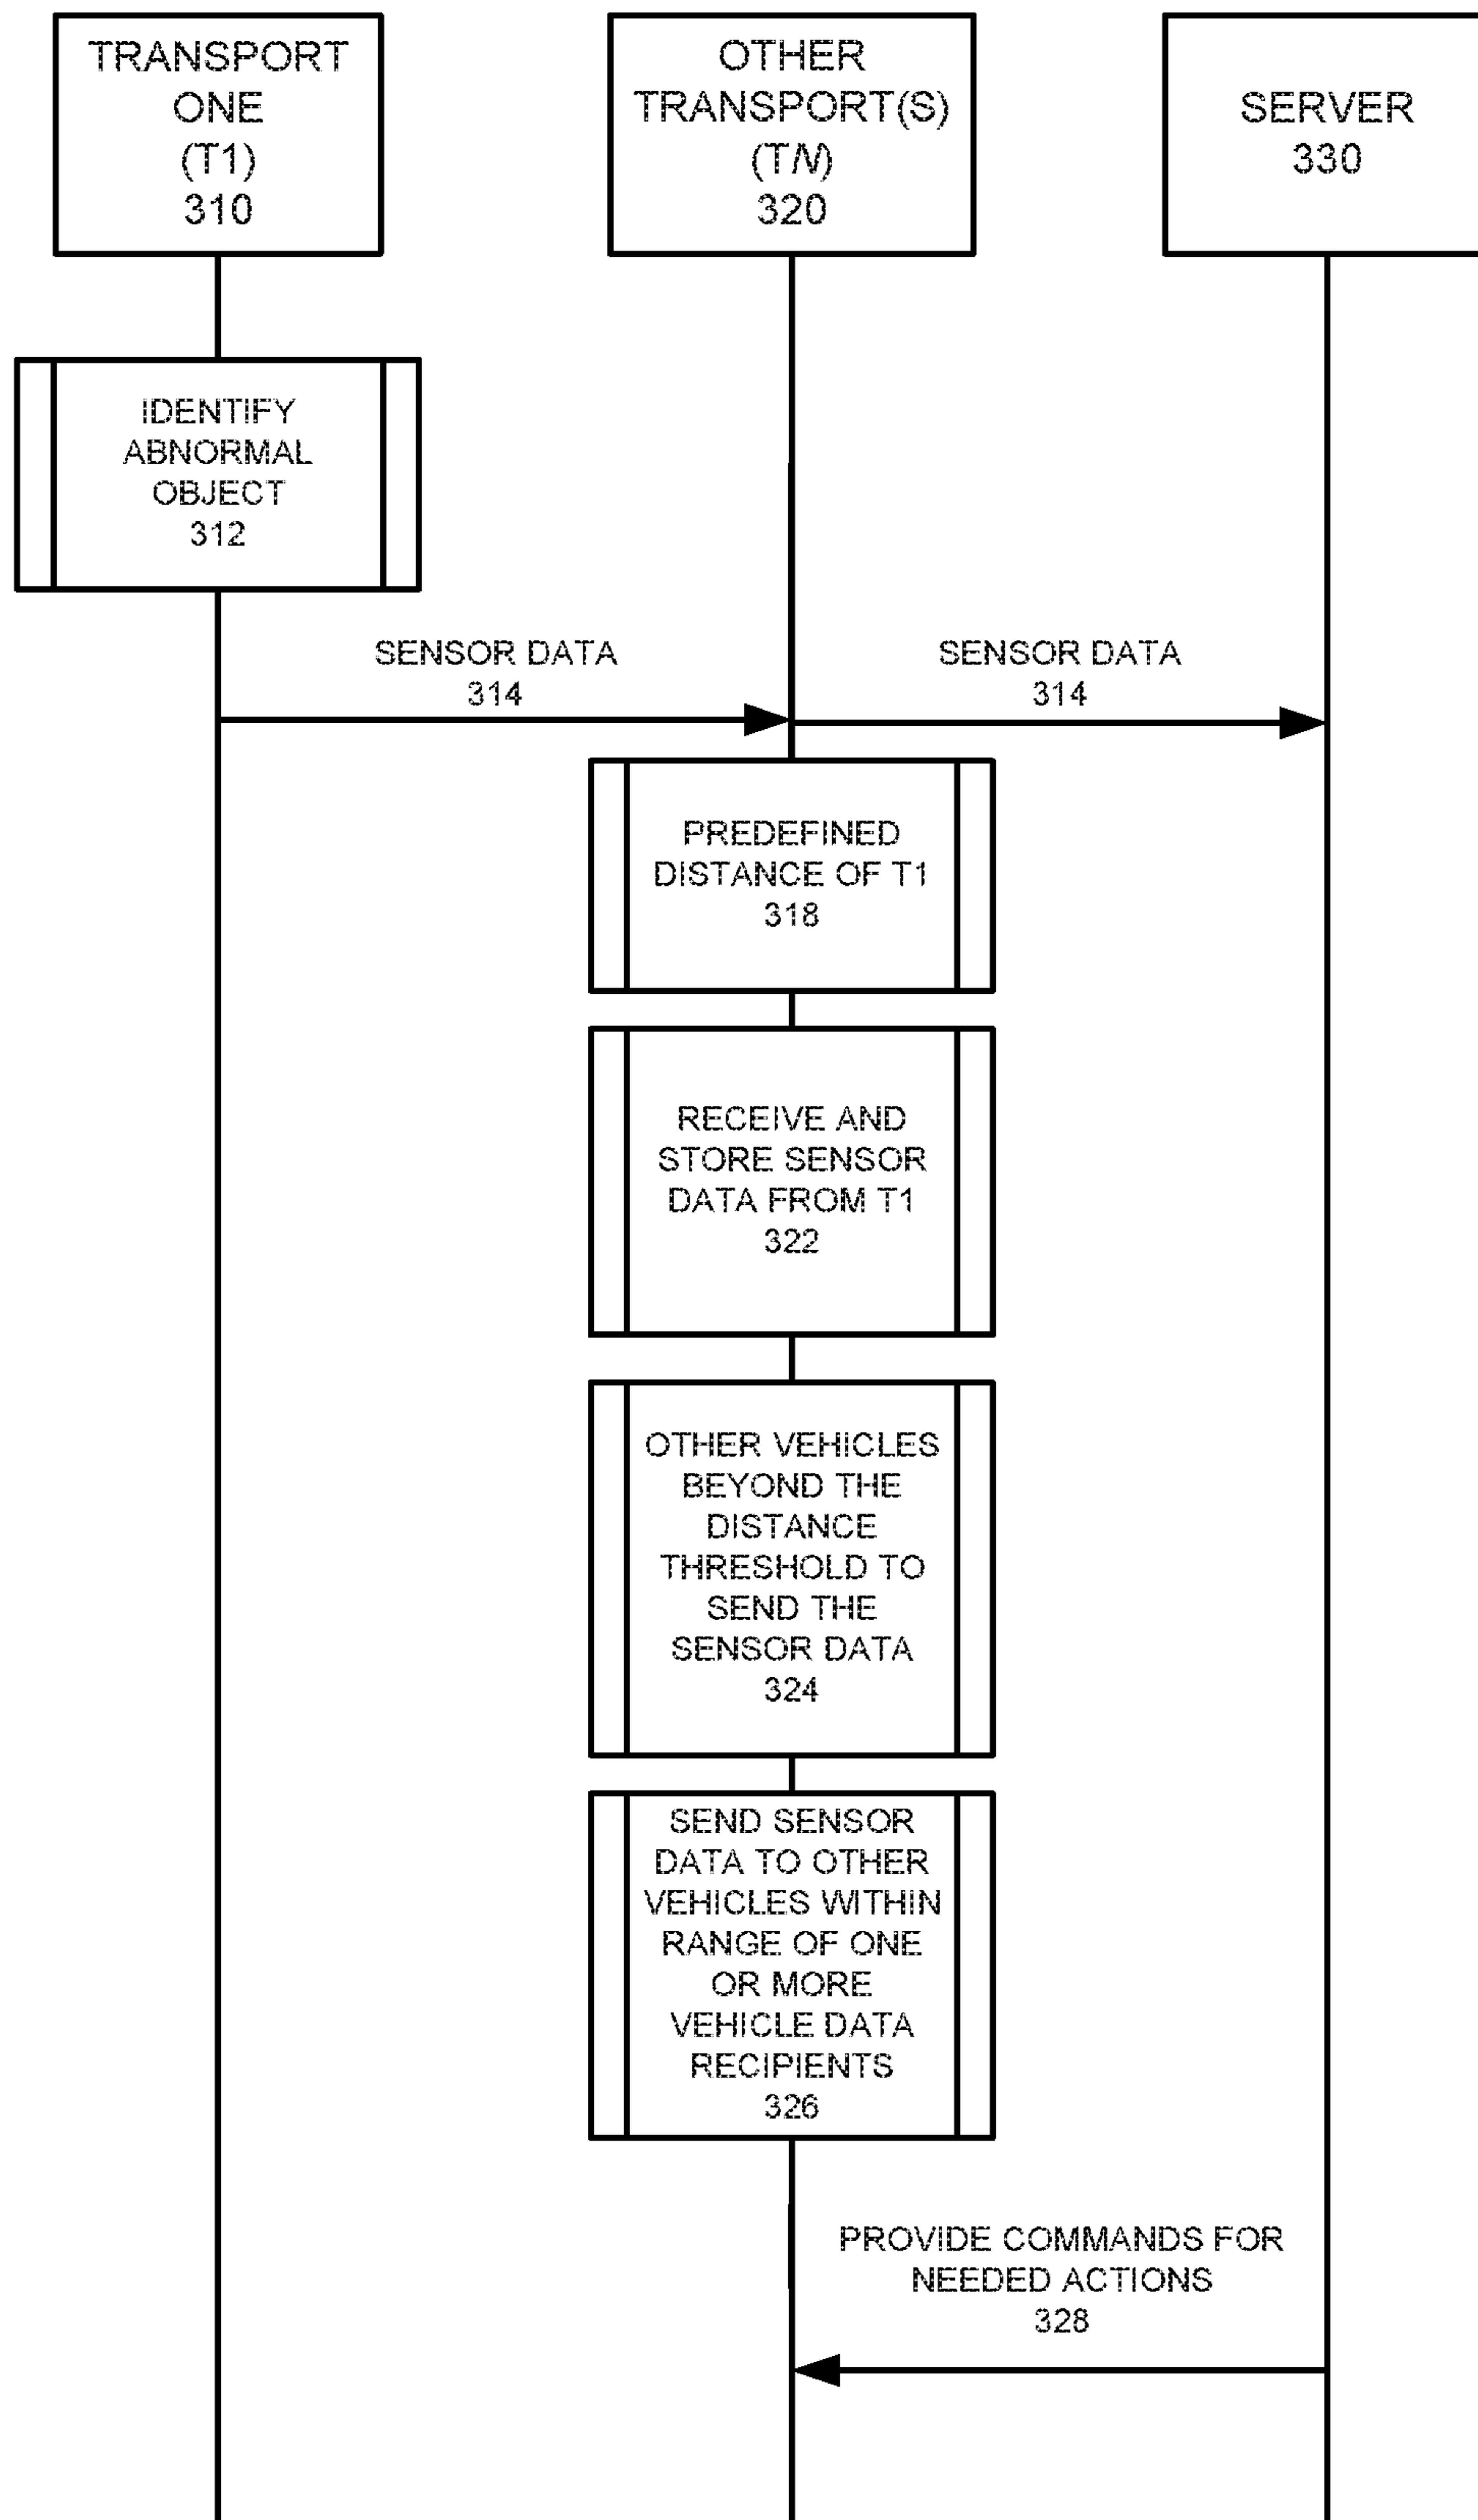 TRANSPORT
ONE
(T1)
310
OTHER
TRANSPORT(S)
(TN)
320
SERVER
330
IDENTIFY
ABNORMAL
OBJECT
312
SENSOR DATA
314
SENSOR DATA
314
PREDEFINED
DISTANCE OF T1
318
RECEIVE AND
STORE SENSOR
DATA FROM T1
322
OTHER VEHICLES
BEYOND THE
DISTANCE
THRESHOLD TO
SEND THE
SENSOR DATA
324
SEND SENSOR
DATA TO OTHER
VEHICLES WITHIN
RANGE OF ONE
OR MORE
VEHICLE DATA
RECIPIENTS
326
PROVIDE COMMANDS FOR
NEEDED ACTIONS
328